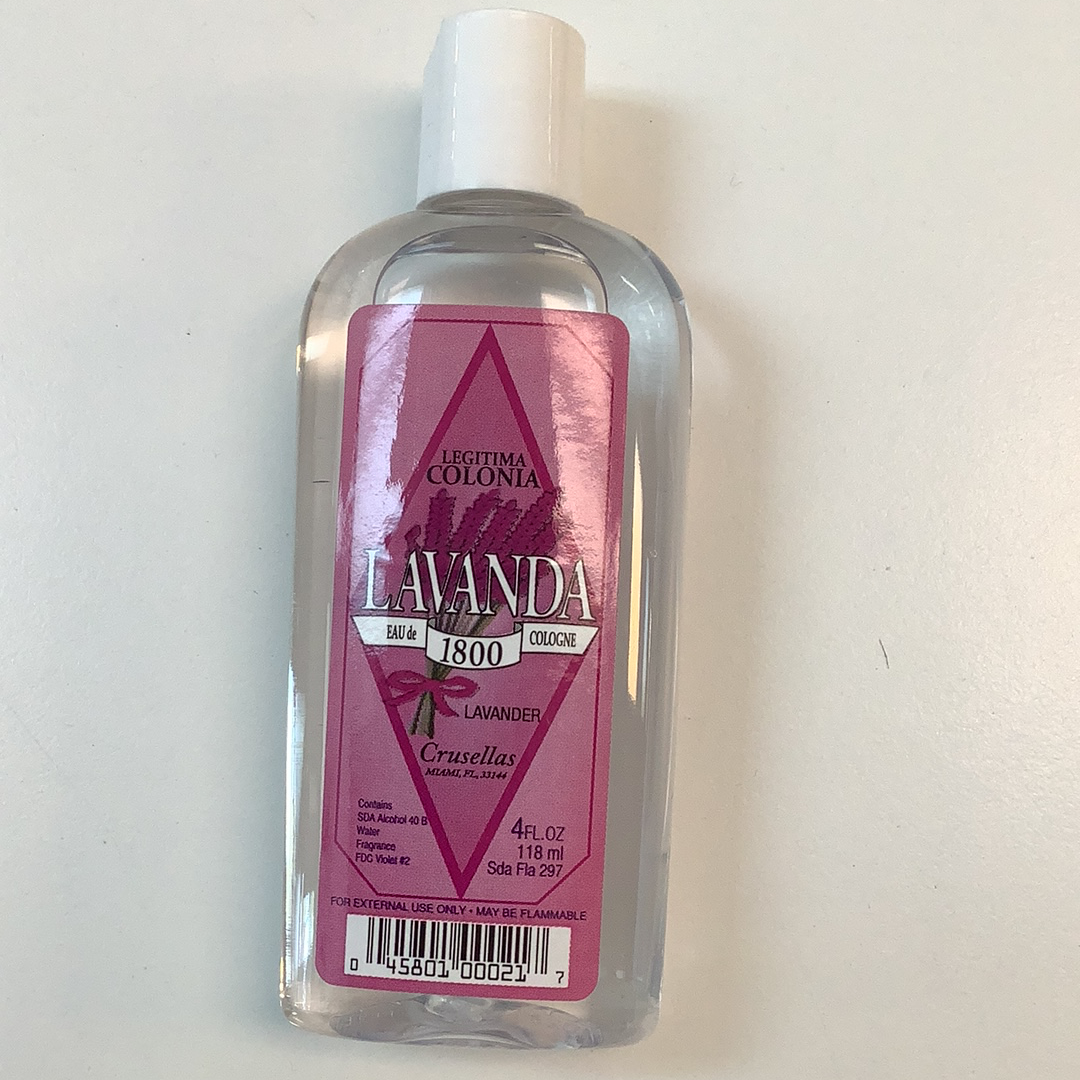 LEGITIMA
COLONIA
LAVANDA
EAU de 1800 COLOGNE
LAVANDER
Crusellas
MIAMI, FL, 33144
Contains
SDA Alcohol 40 B
Water
Fragrance
FDC Violet #2
4FL.OZ
118 ml
Sda Fla 297
FOR EXTERNAL USE ONLY • MAY BE FLAMMABLE
0 45801 00021 7